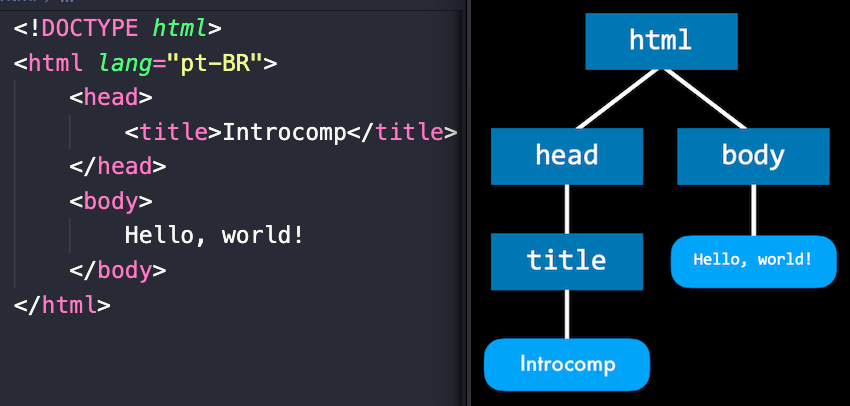 <!DOCTYPE html>
<html lang="pt-BR">
<head>
<title>Introcomp</title>
</head>
<body>
Hello, world!
</body>
</html>
html
head
body
title
Hello, world!
Introcomp